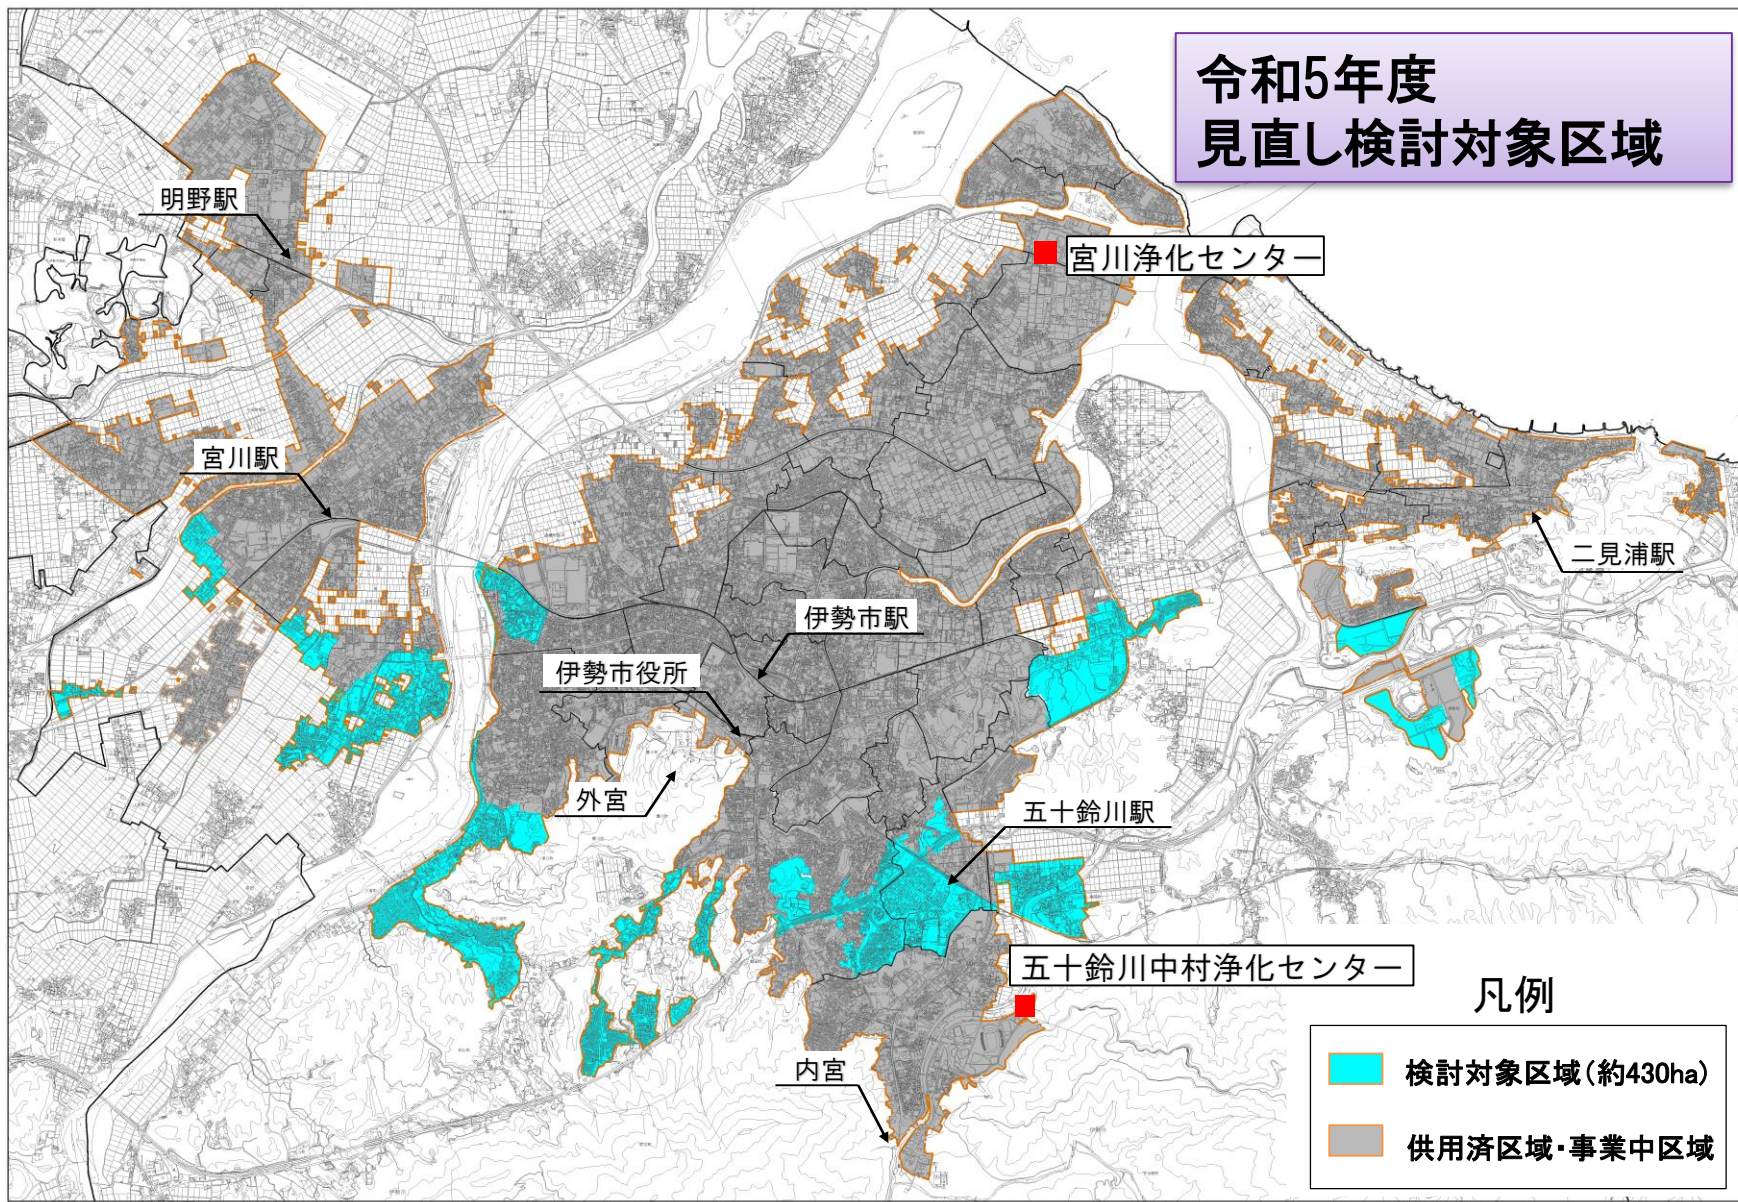 令和5年度
見直し検討対象区域
明野駅
宮川浄化センター
宮川駅
二見浦駅
伊勢市駅
伊勢市役所
外宮
五十鈴川駅
五十鈴川中村浄化センター
内宮
凡例
検討対象区域(約430ha)
供用済区域・事業中区域